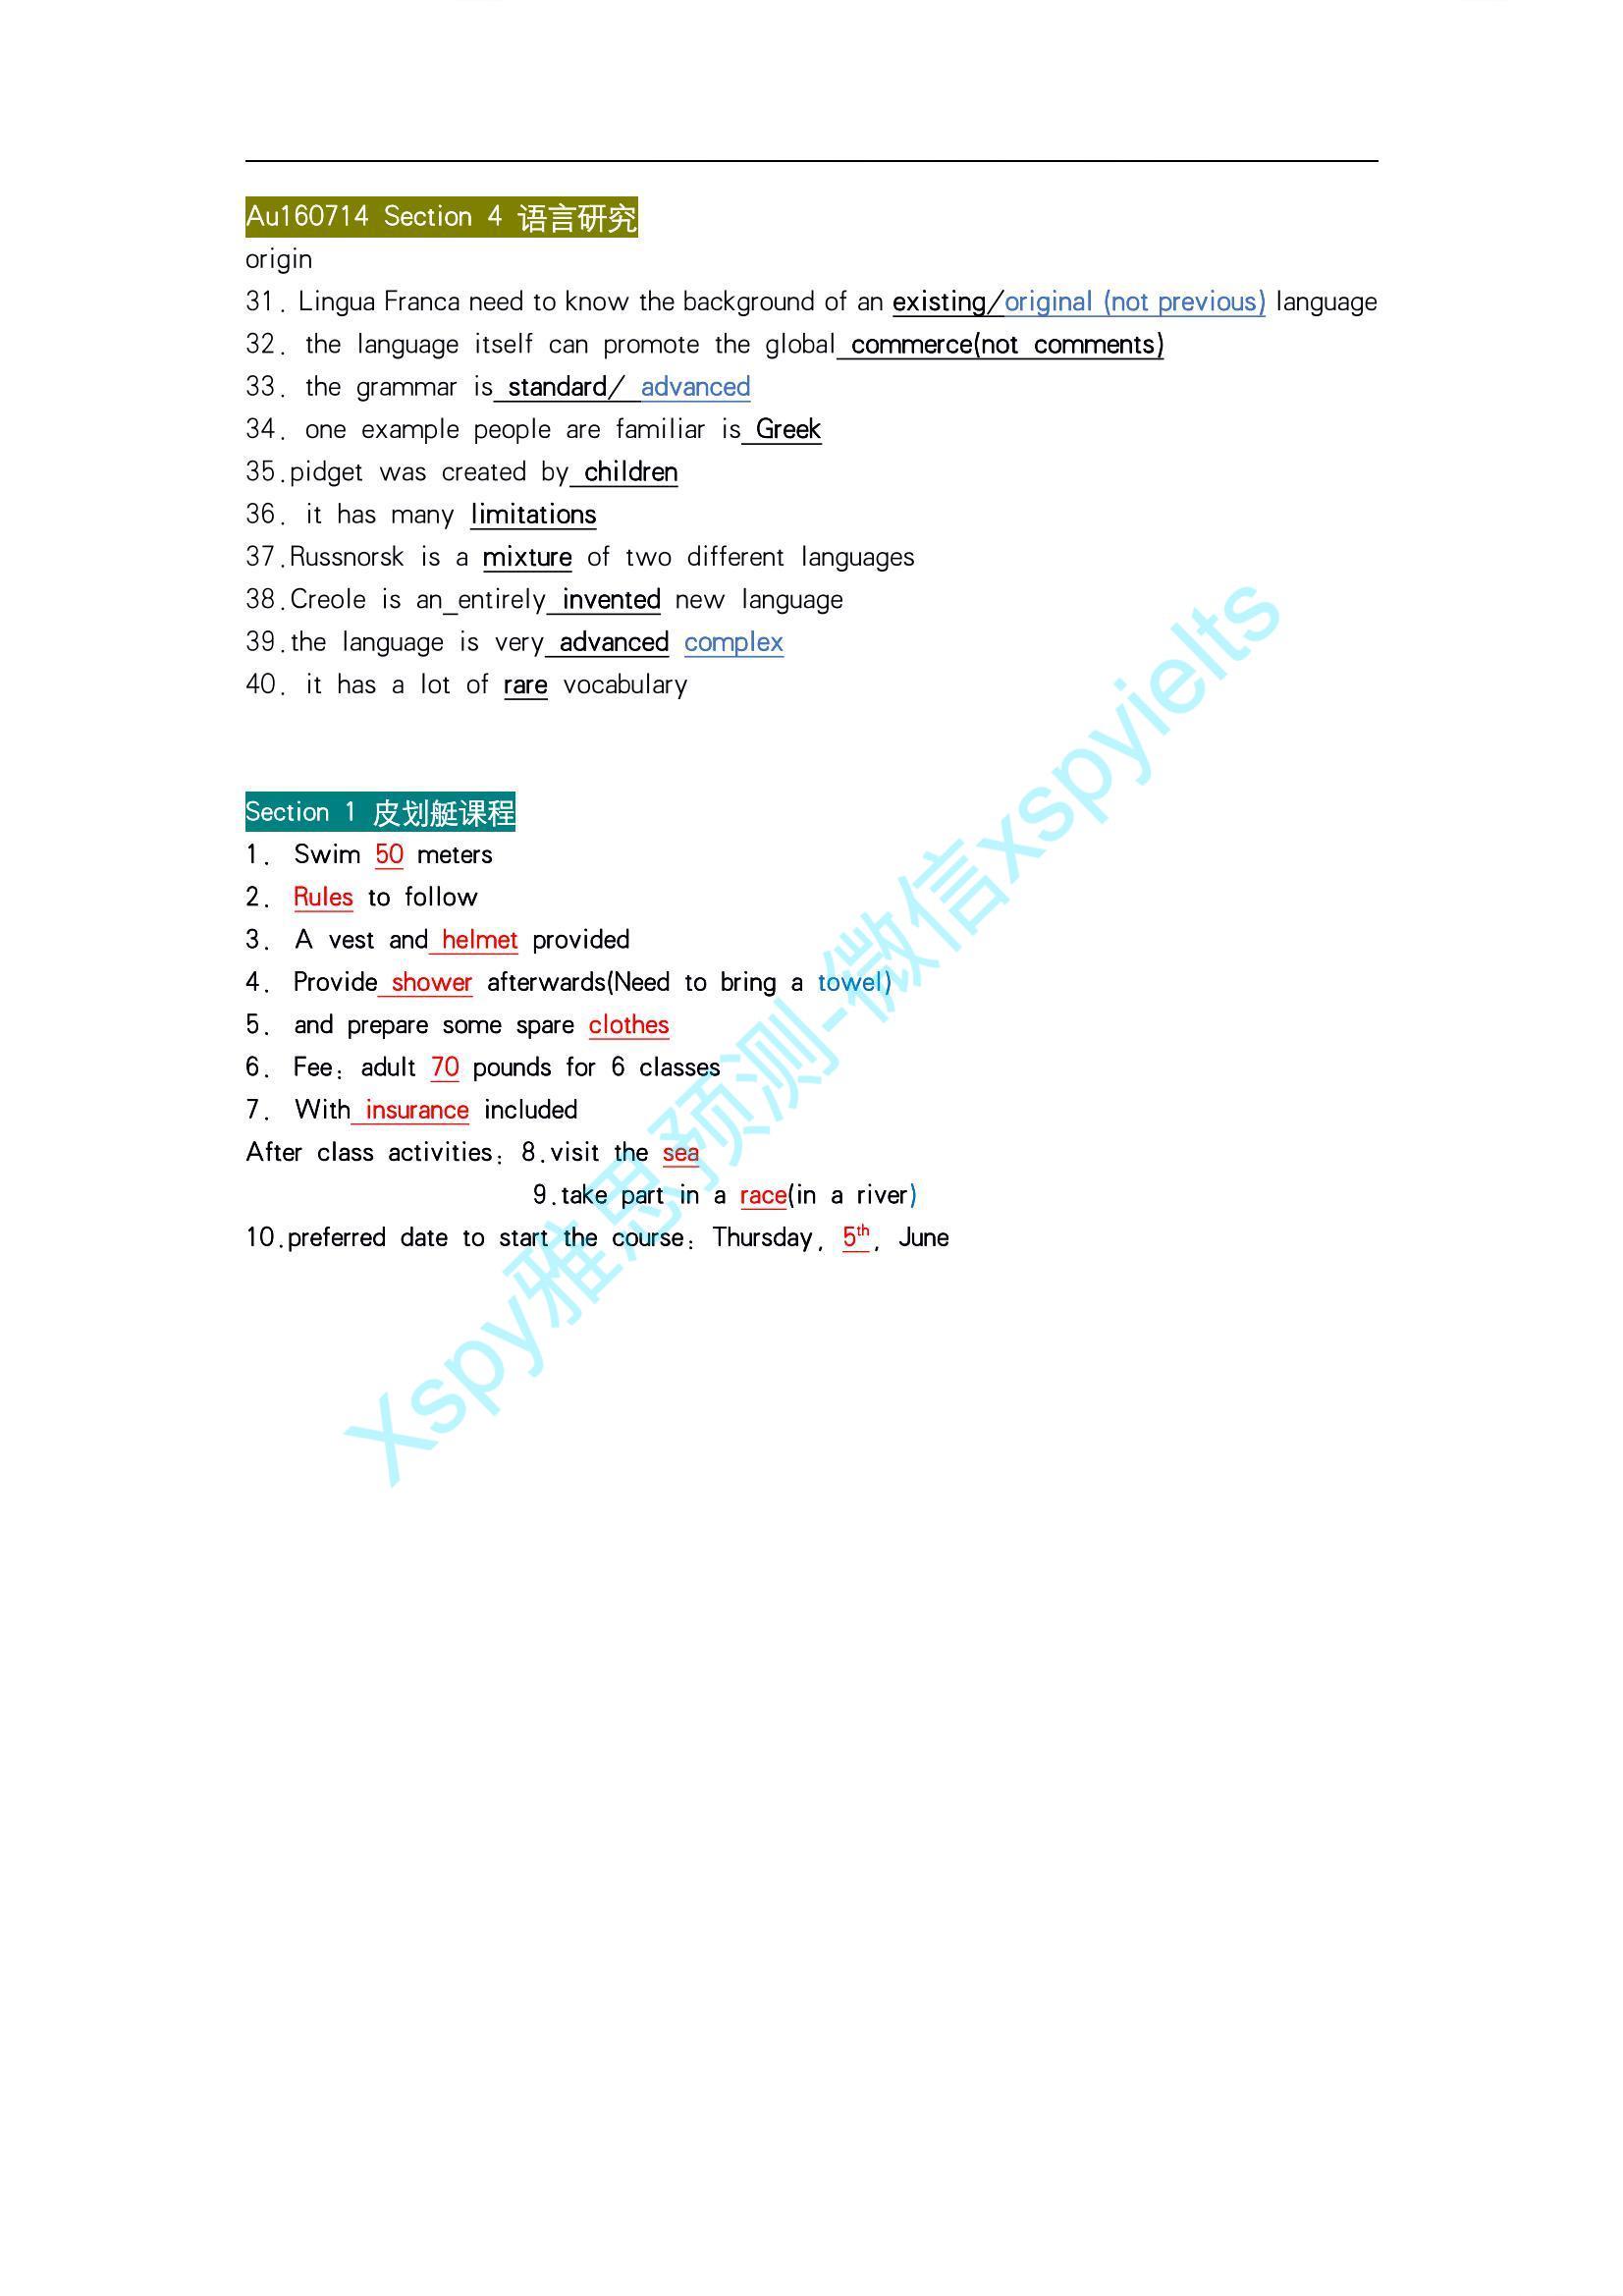 Au160714 Section 4 语言研究
origin
31. Lingua Franca need to know the background of an existing/original (not previous) language
32. the language itself can promote the global commerce(not comments)
33. the grammar is standard/ advanced
34. one example people are familiar is Greek
35.pidget was created by children
36. it has many limitations
37.Russnorsk is a mixture of two different languages
38.Creole is an_entirely invented new language
39.the language is very advanced complex
40. it has a lot of rare vocabulary
Section 1 皮划艇课程
1. Swim 50 meters
2. Rules to follow
3. A vest and helmet provided
4. Provide shower afterwards(Need to bring a towel)
5. and prepare some spare clothes
6. Fee: adult 70 pounds for 6 classes
7. With insurance included
After class activities: 8.visit the sea
9.take part in a race(in a river)
10.preferred date to start the course: Thursday, 5th, June
Xspy雅思预测-微信xspyielts